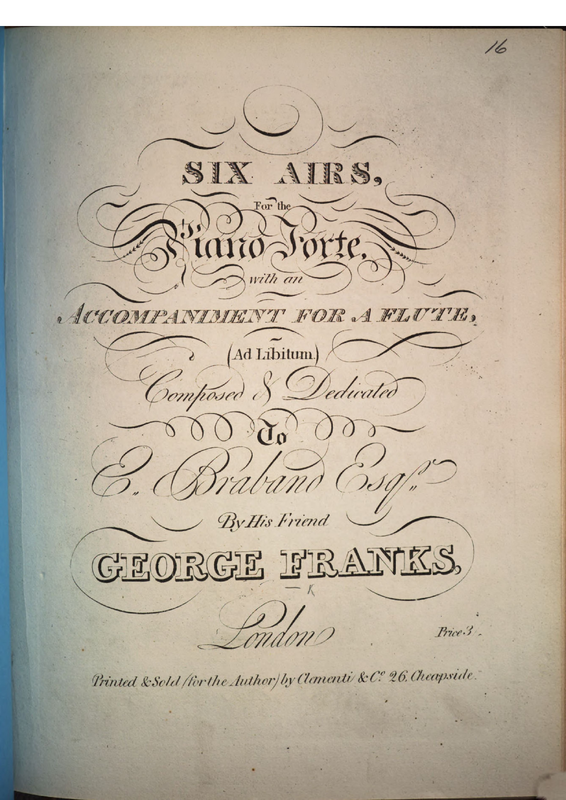 16
SIX AIRS,
For the
Piano Forte,
with an
ACCOMPANIMENT FOR A FLUTE,
(Ad Libitum)
Composed & Dedicated
To
E. Braband Esqr.
By His Friend
GEORGE FRANKS,
K
London
Price 3.
Printed & Sold (for the Author) by Clementi & Co. 26, Cheapside.